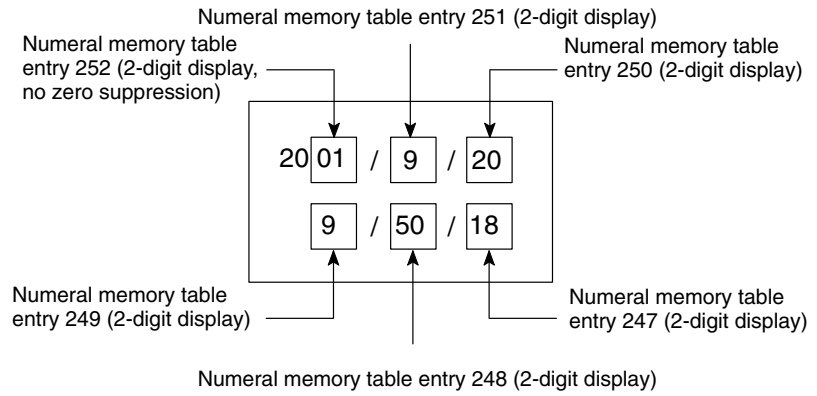 Numeral memory table entry 251 (2-digit display)
Numeral memory table
entry 252 (2-digit display,
no zero suppression)
Numeral memory table
entry 250 (2-digit display)
20 01 / 9 / 20
9 / 50 / 18
Numeral memory table
entry 249 (2-digit display)
Numeral memory table
entry 247 (2-digit display)
Numeral memory table entry 248 (2-digit display)